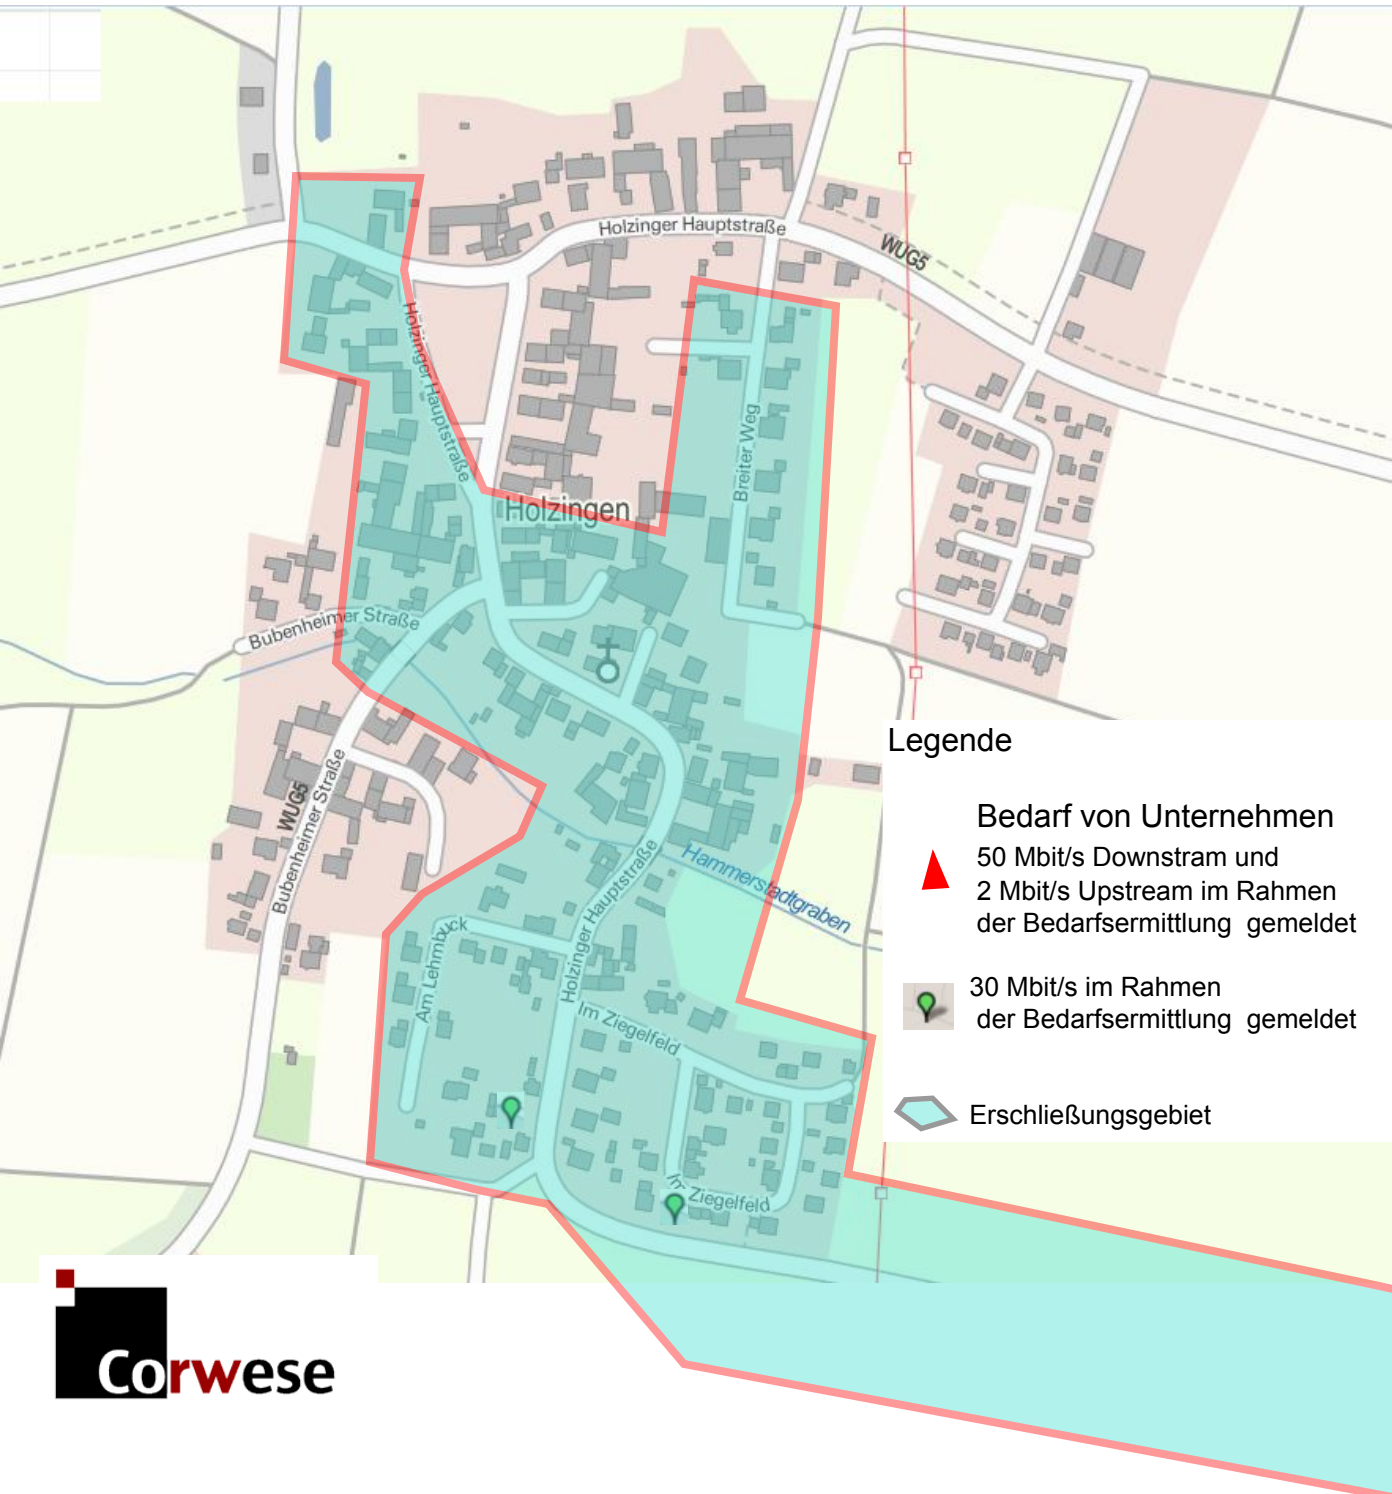 Holzinger Hauptstraße
WUG5
Holzinger Hauptstraße
Breiter Weg
Holzingen
Bubenheimer Straße
Legende
WUG5
Bubenheimer Straße
Bedarf von Unternehmen
50 Mbit/s Downstram und
2 Mbit/s Upstream im Rahmen
der Bedarfsermittlung gemeldet
Hammerstadtgraben
Holzinger Hauptstraße
Am Lehmbuck
30 Mbit/s im Rahmen
der Bedarfsermittlung gemeldet
Im Ziegelfeld
Erschließungsgebiet
Im Ziegelfeld
Corwese